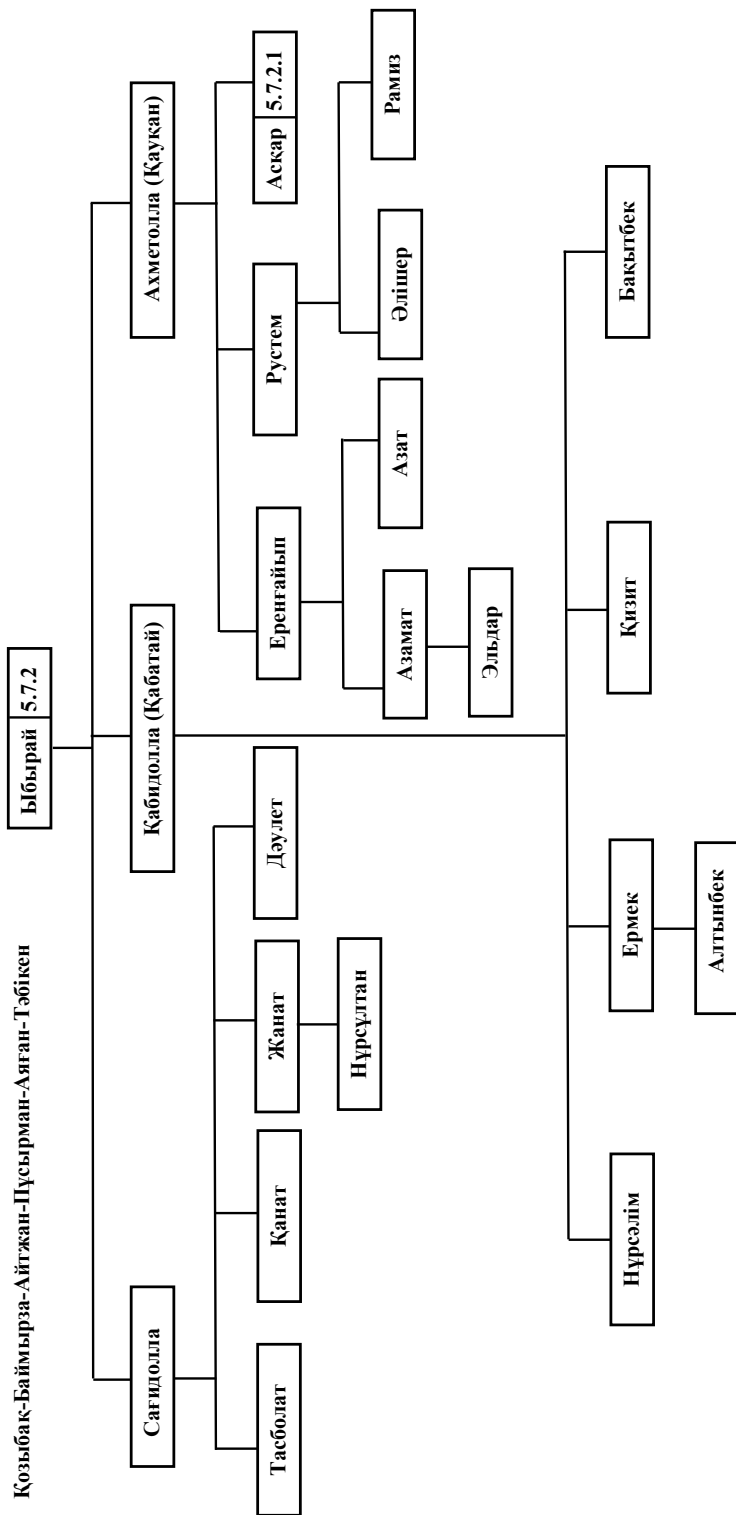 Қозыбақ-Баймырза-Айтжан-Пұсырман-Аяған-Тәбікен
Ыбырай 5.7.2
Сағидолла
Қабидолла (Қабатай)
Ахметолла (Қауқан)
Тасболат
Қанат
Жанат
Дәулет
Еренғайып
Рустем
Асқар 5.7.2.1
Нұрсұлтан
Азамат
Азат
Әлішер
Рамиз
Эльдар
Нұрсәлім
Ермек
Қизит
Бақытбек
Алтынбек